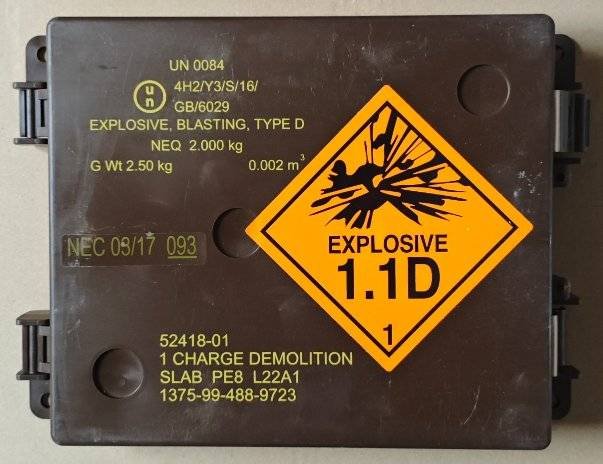 UN 0084
un
4H2/Y3/S/16/
GB/6029
EXPLOSIVE, BLASTING, TYPE D
NEQ 2.000 kg
G Wt 2.50 kg 0.002 m³
NEC 03/17 093
EXPLOSIVE
1.1D
1
52418-01
1 CHARGE DEMOLITION
SLAB PE8 L22A1
1375-99-488-9723